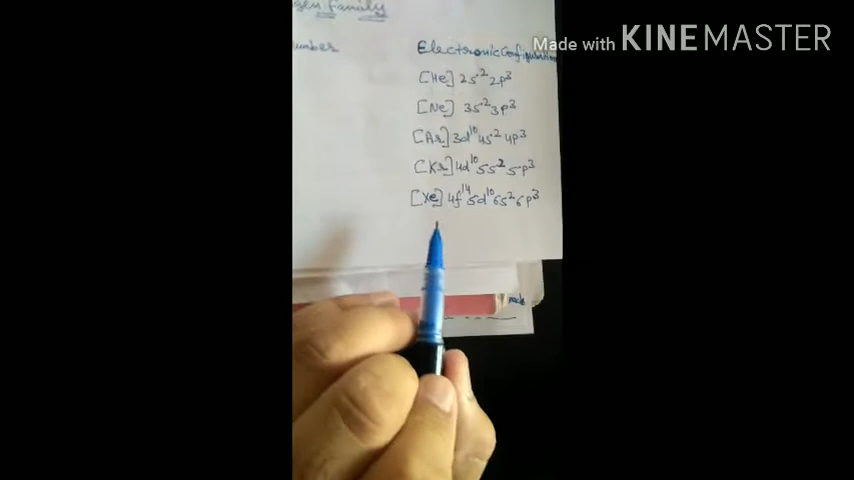 gen family
Made with KINEMASTER
umber
Electronic Configuration
[He] 2s² 2p³
[Ne] 3s² 3p³
[Ar] 3d¹⁰ 4s² 4p³
[Kr] 4d¹⁰ 5s² 5p³
[Xe] 4f¹⁴ 5d¹⁰ 6s² 6p³